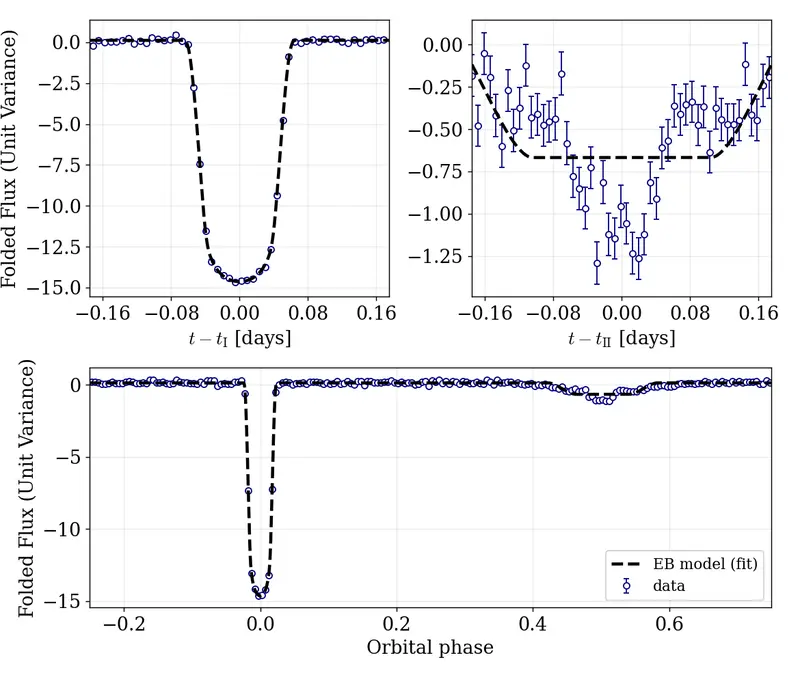 Folded Flux (Unit Variance)
0.0
−2.5
−5.0
−7.5
−10.0
−12.5
−15.0
−0.16 −0.08 0.00 0.08 0.16
t − tI [days]
0.00
−0.25
−0.50
−0.75
−1.00
−1.25
−0.16 −0.08 0.00 0.08 0.16
t − tII [days]
Folded Flux (Unit Variance)
0
−5
−10
−15
EB model (fit)
data
−0.2 0.0 0.2 0.4 0.6
Orbital phase